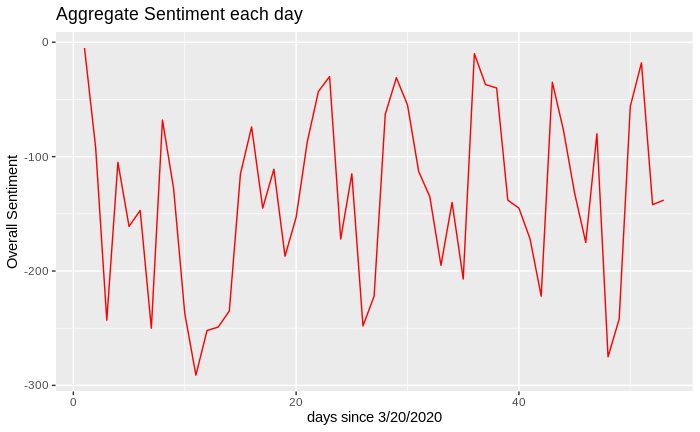 Aggregate Sentiment each day
0
-100
-200
-300
Overall Sentiment
0 20 40
days since 3/20/2020